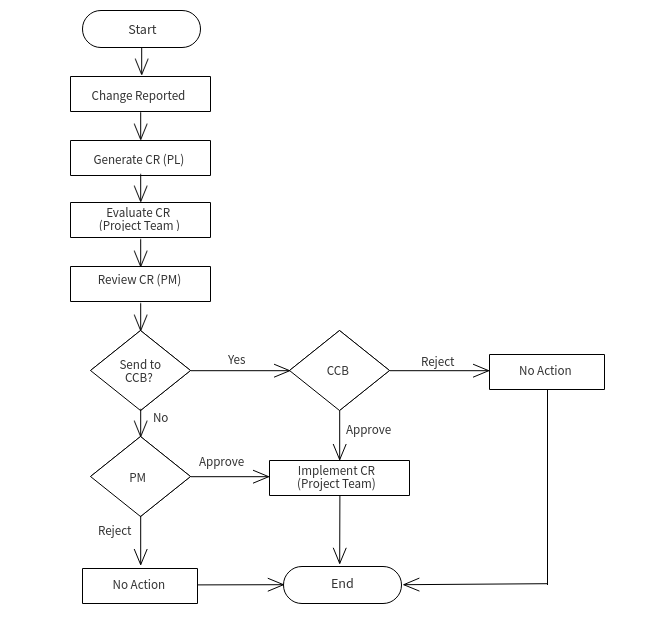 Start
Change Reported
Generate CR (PL)
Evaluate CR
(Project Team )
Review CR (PM)
Send to
CCB?
Yes
CCB
Reject
No Action
No
Approve
PM
Approve
Implement CR
(Project Team)
Reject
No Action
End